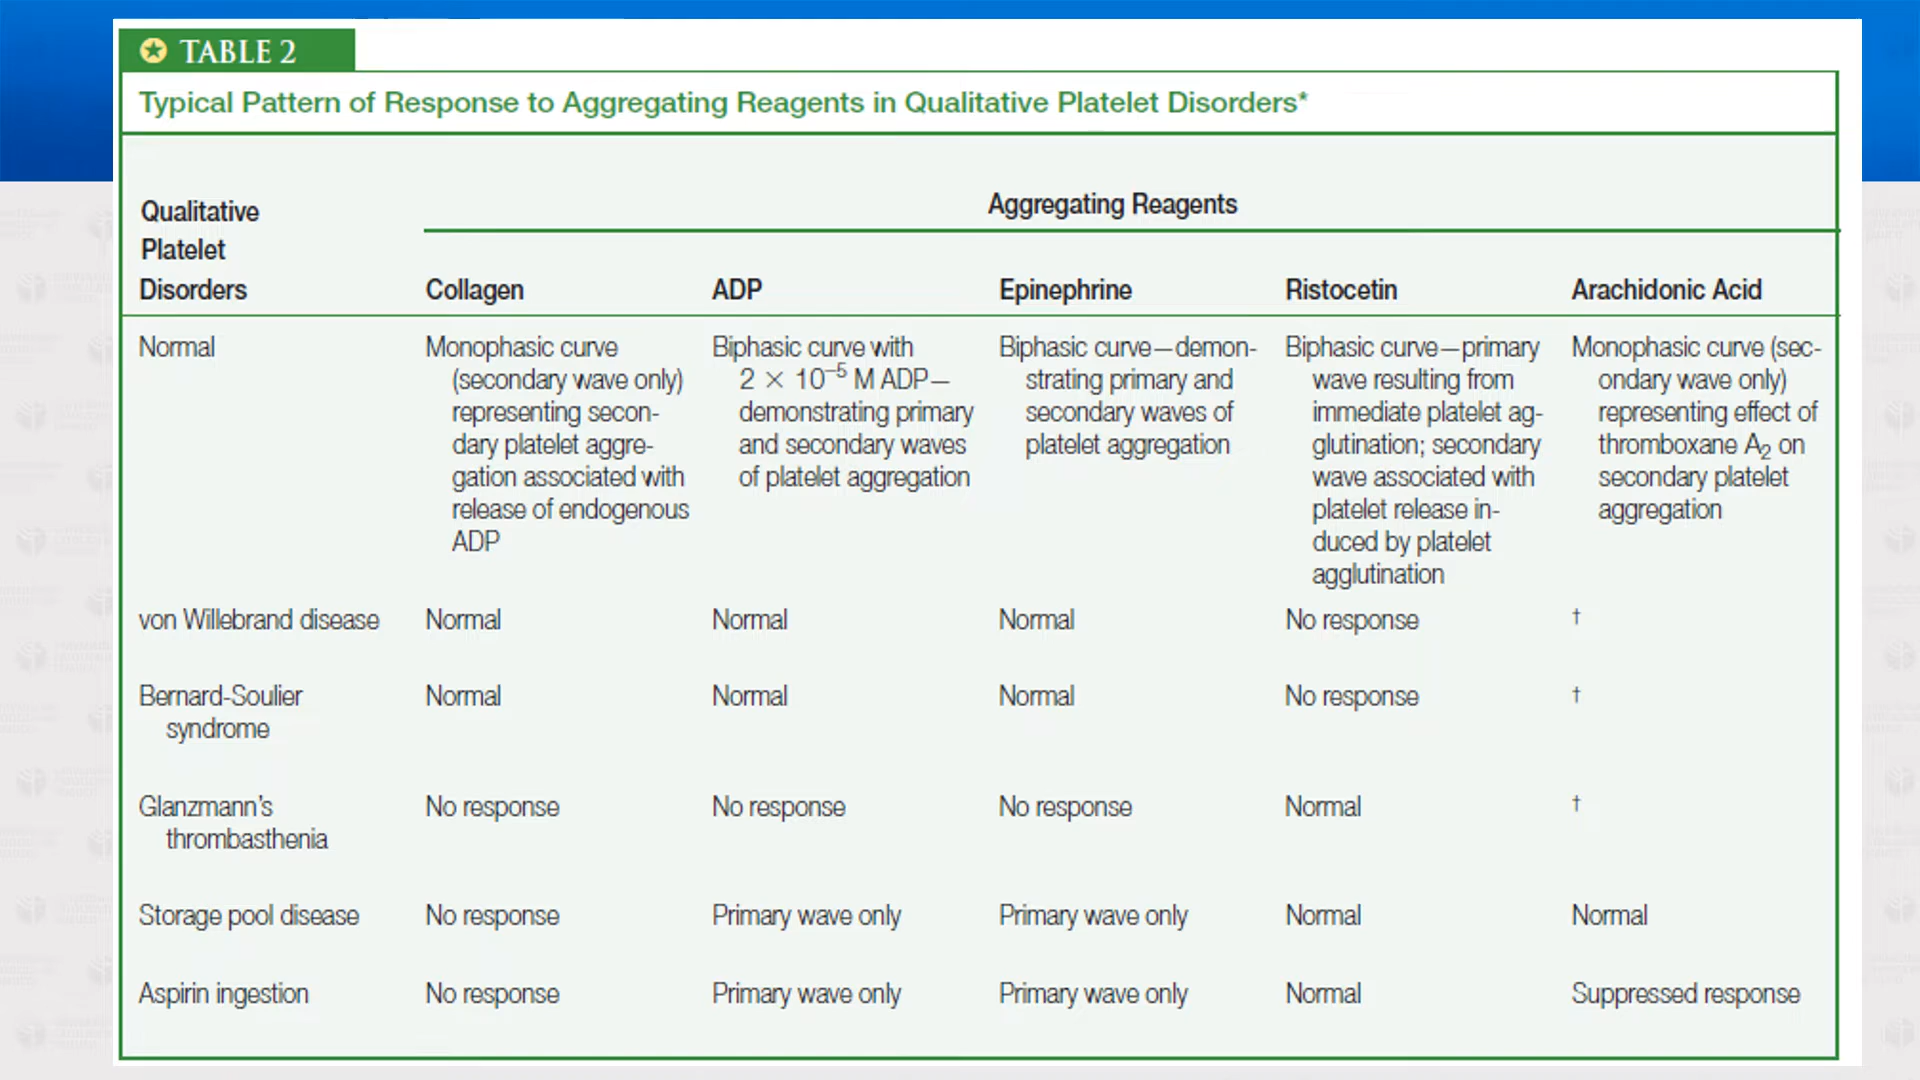 TABLE 2
Typical Pattern of Response to Aggregating Reagents in Qualitative Platelet Disorders*
Qualitative
Platelet
Disorders
Aggregating Reagents
Collagen
ADP
Epinephrine
Ristocetin
Arachidonic Acid
Normal
Monophasic curve
(secondary wave only)
representing secon-
dary platelet aggre-
gation associated with
release of endogenous
ADP
Biphasic curve with
2 × 10⁻⁵ M ADP—
demonstrating primary
and secondary waves
of platelet aggregation
Biphasic curve—demon-
strating primary and
secondary waves of
platelet aggregation
Biphasic curve—primary
wave resulting from
immediate platelet ag-
glutination; secondary
wave associated with
platelet release in-
duced by platelet
agglutination
Monophasic curve (sec-
ondary wave only)
representing effect of
thromboxane A₂ on
secondary platelet
aggregation
von Willebrand disease
Normal
Normal
Normal
No response
†
Bernard-Soulier
syndrome
Normal
Normal
Normal
No response
†
Glanzmann's
thrombasthenia
No response
No response
No response
Normal
†
Storage pool disease
No response
Primary wave only
Primary wave only
Normal
Normal
Aspirin ingestion
No response
Primary wave only
Primary wave only
Normal
Suppressed response